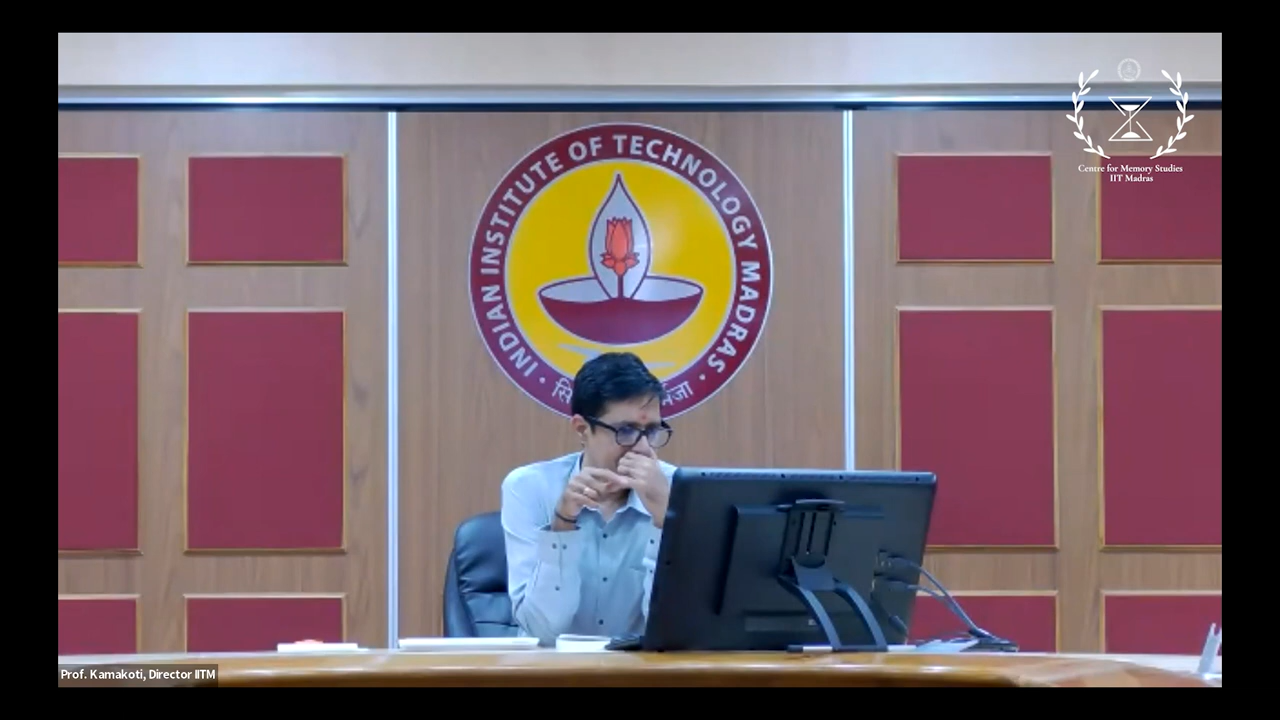 Centre for Memory Studies
IIT Madras
INDIAN INSTITUTE OF TECHNOLOGY MADRAS
Prof. Kamakoti, Director IITM